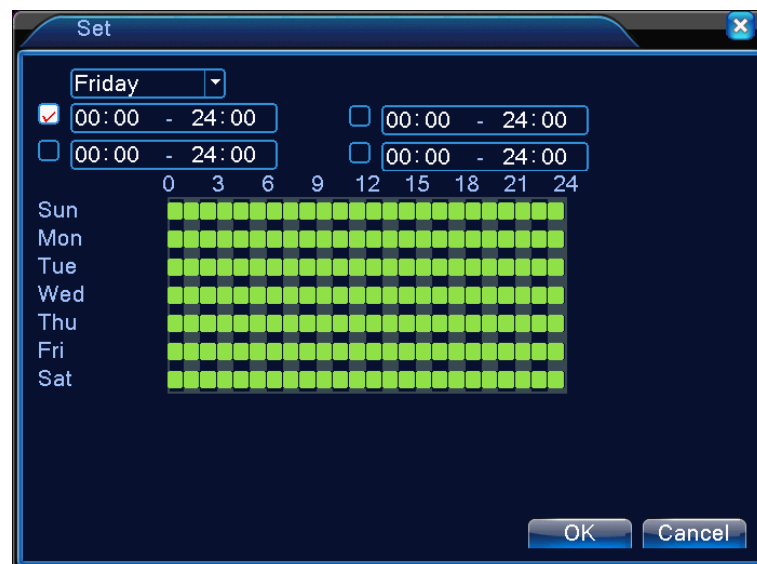 Set
Friday
00:00 - 24:00 00:00 - 24:00
00:00 - 24:00 00:00 - 24:00
0 3 6 9 12 15 18 21 24
Sun
Mon
Tue
Wed
Thu
Fri
Sat
OK Cancel